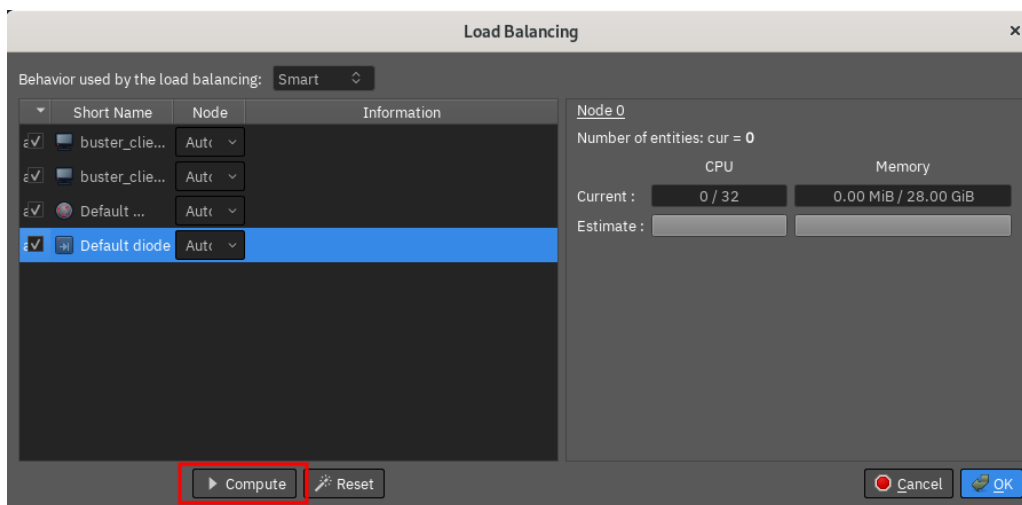 Load Balancing
Behavior used by the load balancing: Smart
Short Name Node Information
buster_clie... Aut
buster_clie... Aut
Default ... Aut
Default diode Aut
Compute Reset
Node 0
Number of entities: cur = 0
CPU Memory
Current : 0 / 32 0.00 MiB / 28.00 GiB
Estimate :
Cancel OK